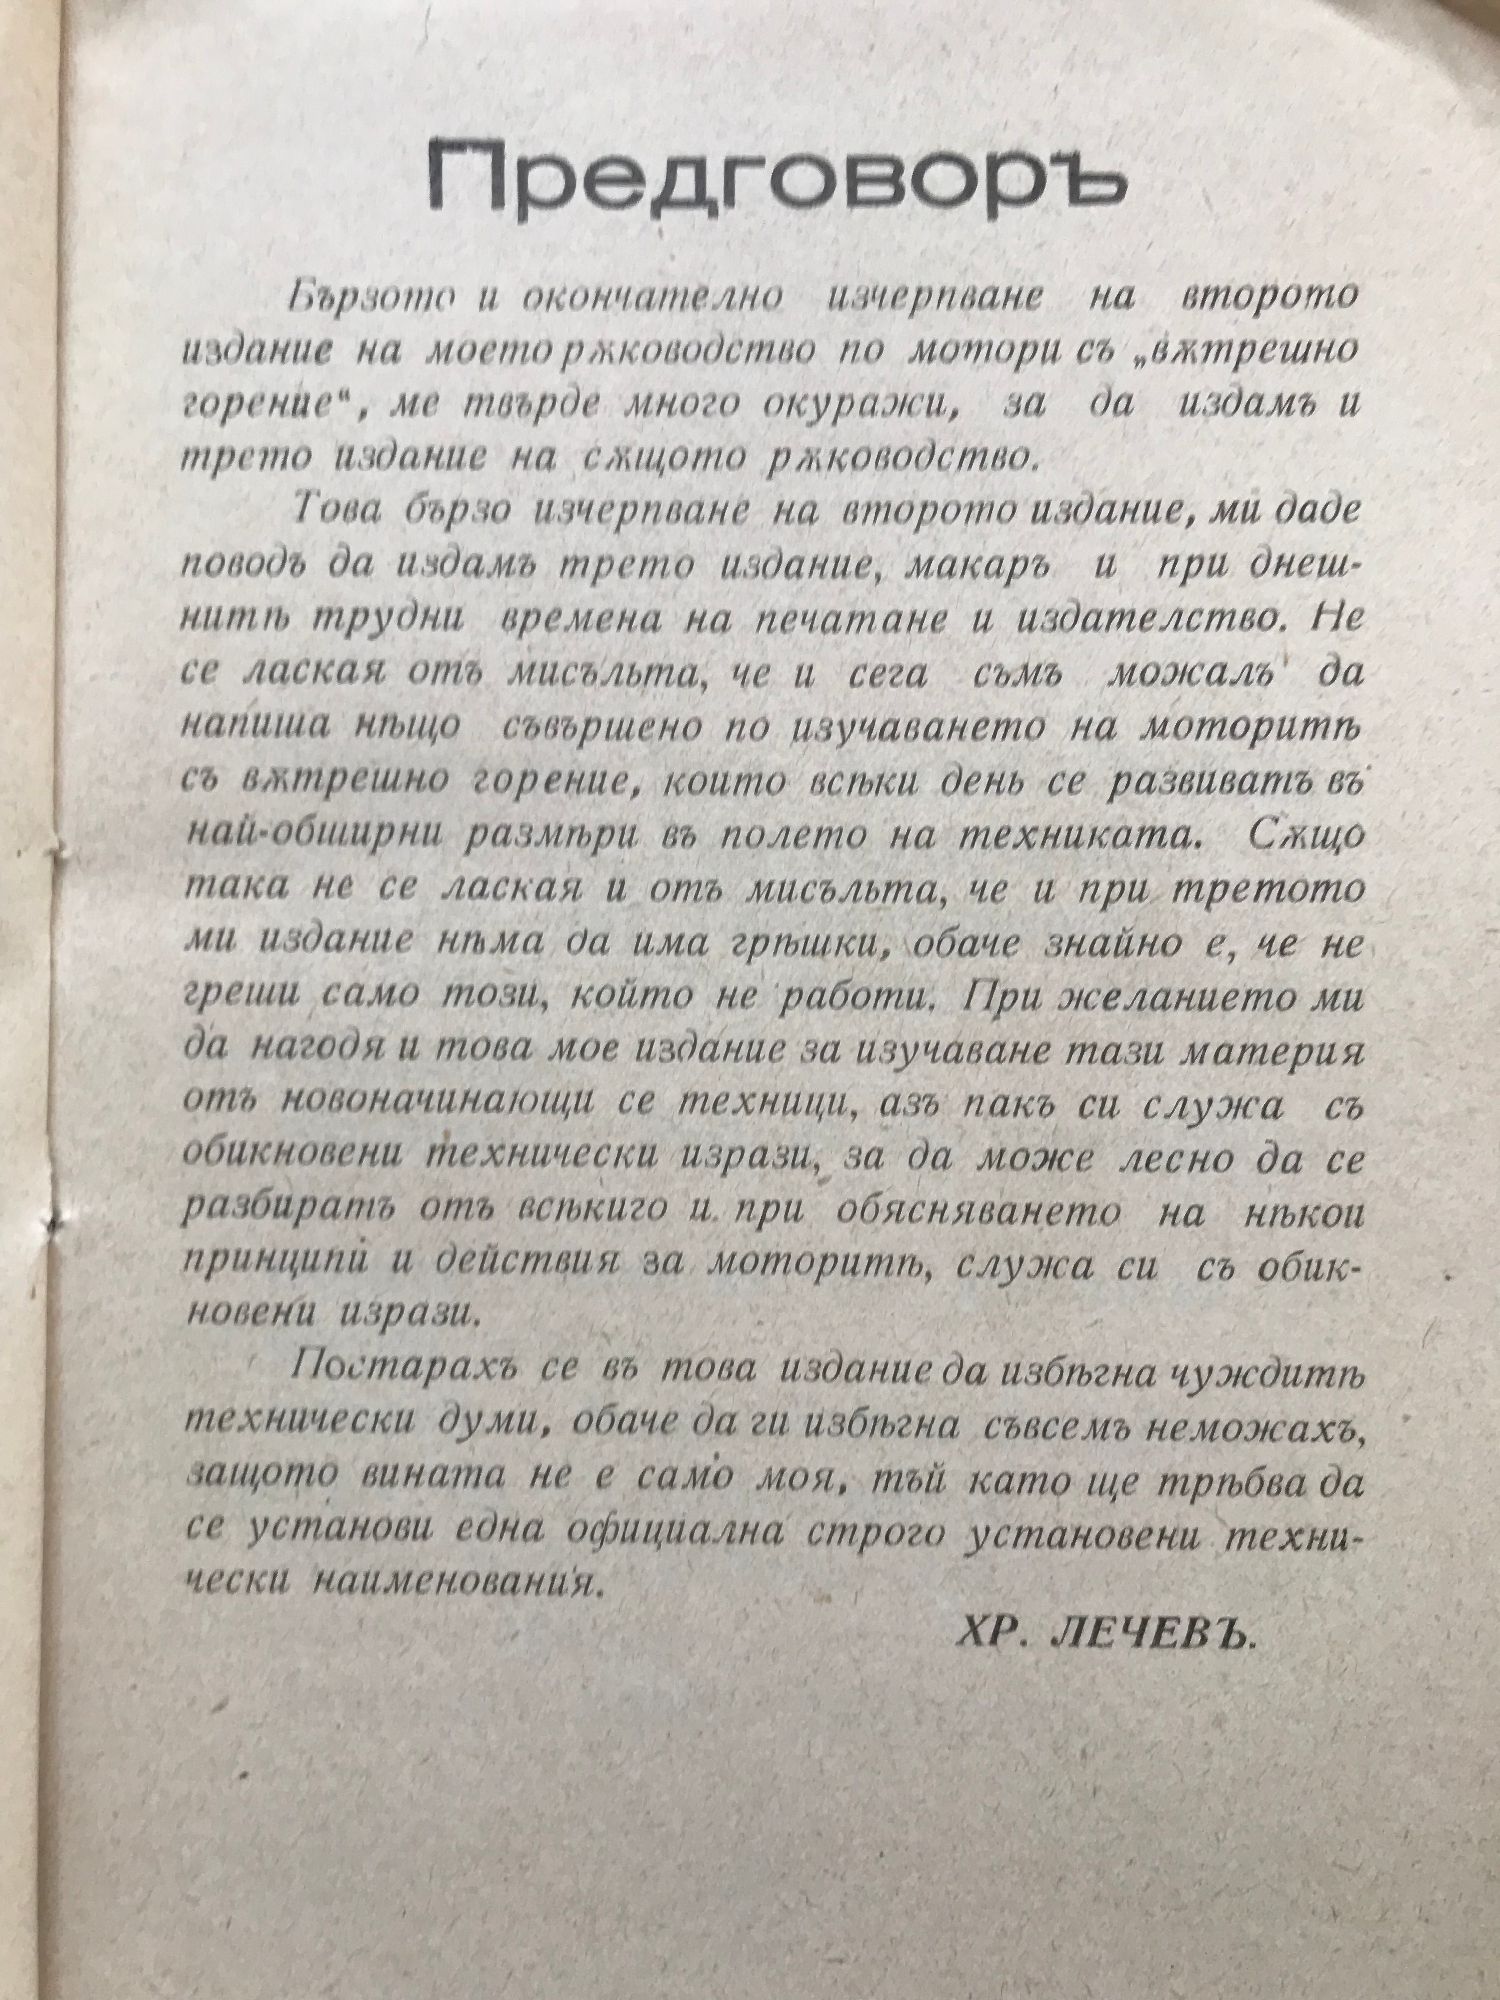 Предговоръ
Бързото и окончателно изчерпване на второто
издание на моето рѫководство по мотори съ „вѫтрешно
горение“, ме твърде много окуражи, за да издамъ и
трето издание на сѫщото рѫководство.
Това бързо изчерпване на второто издание, ми даде
поводъ да издамъ трето издание, макаръ и при днеш-
нитѣ трудни времена на печатане и издателство. Не
се лаская отъ мисъльта, че и сега съмъ можалъ да
напиша нѣщо съвършено по изучаването на моторитѣ
съ вѫтрешно горение, които всѣки день се развиватъ въ
най-обширни размѣри въ полето на техниката. Сѫщо
така не се лаская и отъ мисъльта, че и при третото
ми издание нѣма да има грѣшки, обаче знайно е, че не
греши само този, който не работи. При желанието ми
да нагодя и това мое издание за изучаване тази материя
отъ новоначинающи се техници, азъ пакъ си служа съ
обикновени технически изрази, за да може лесно да се
разбиратъ отъ всѣкиго и при обясняването на нѣкои
принципи и действия за моторитѣ, служа си съ обик-
новени изрази.
Постарахъ се въ това издание да избѣгна чуждитѣ
технически думи, обаче да ги избѣгна съвсемъ неможахъ,
защото вината не е само моя, тъй като ще трѣбва да
се установи една официална строго установени техни-
чески наименования.
ХР. ЛЕЧЕВЪ.